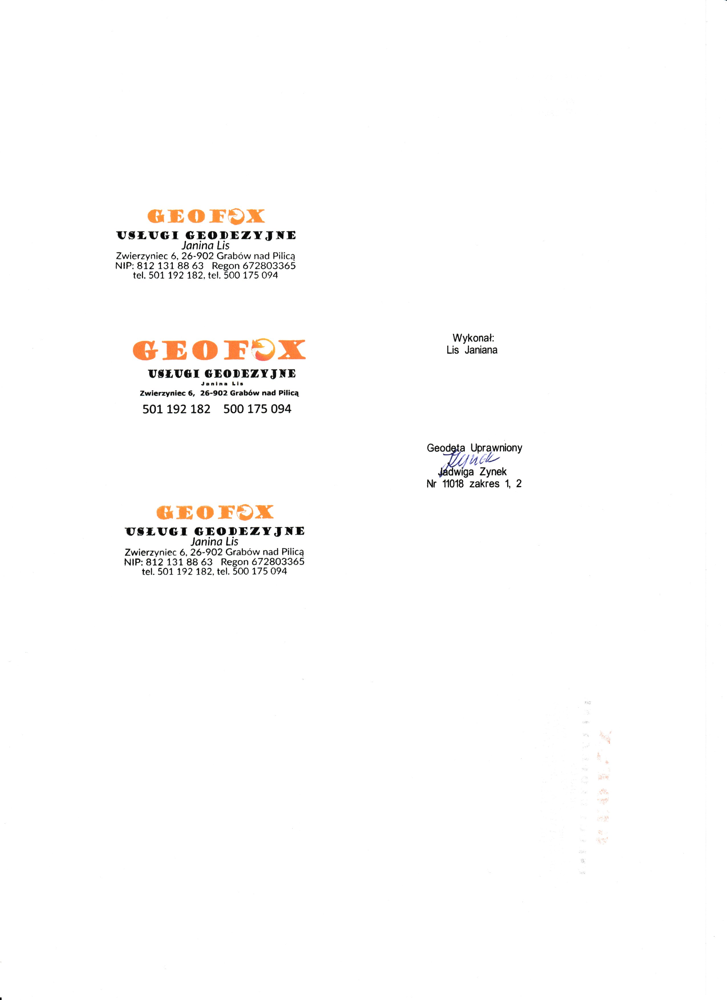 GEOFOX
USŁUGI GEODEZYJNE
Janina Lis
Zwierzyniec 6, 26-902 Grabów nad Pilicą
NIP: 812 131 88 63 Regon 672803365
tel. 501 192 182, tel. 500 175 094
GEOFOX
USŁUGI GEODEZYJNE
Janina Lis
Zwierzyniec 6, 26-902 Grabów nad Pilicą
501 192 182 500 175 094
Wykonał:
Lis Janiana
Geodeta Uprawniony
Zynek
Jadwiga Zynek
Nr 11018 zakres 1, 2
GEOFOX
USŁUGI GEODEZYJNE
Janina Lis
Zwierzyniec 6, 26-902 Grabów nad Pilicą
NIP: 812 131 88 63 Regon 672803365
tel. 501 192 182, tel. 500 175 094